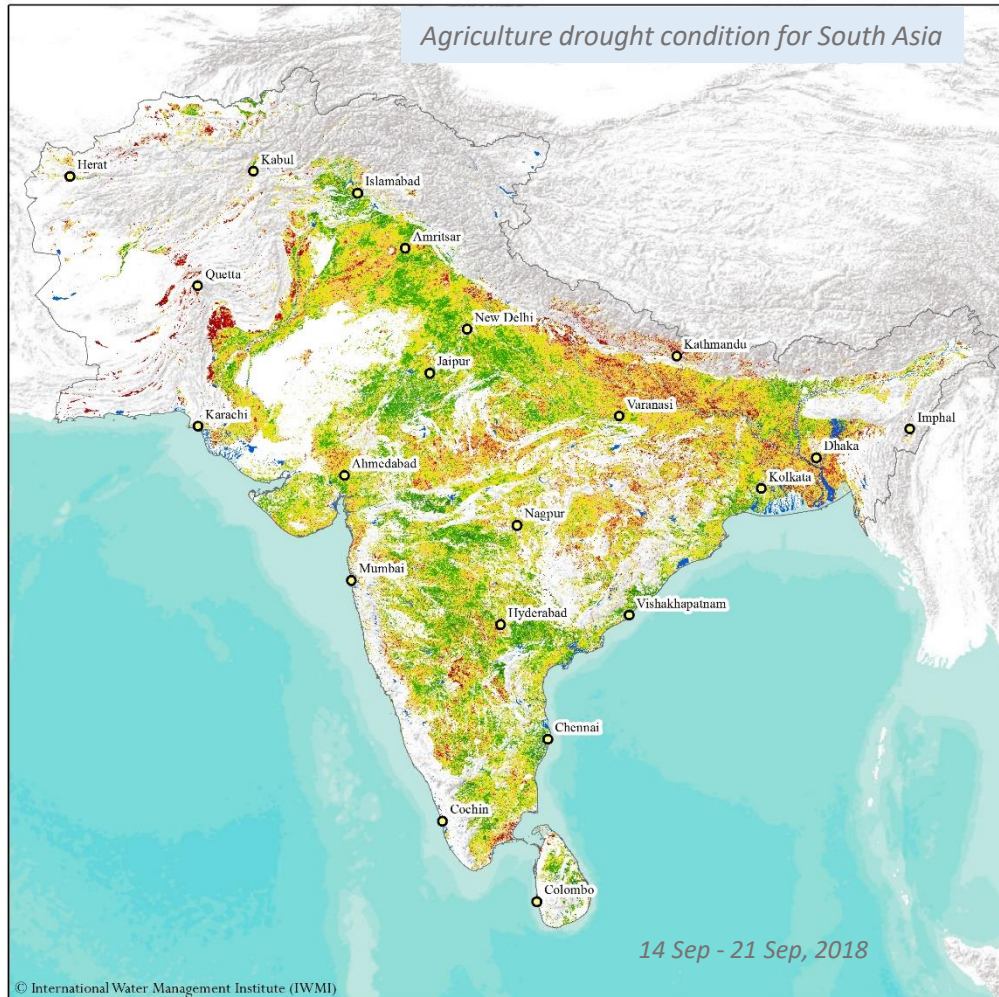 Agriculture drought condition for South Asia
Herat
Kabul
Islamabad
Amritsar
Quetta
New Delhi
Kathmandu
Jaipur
Varanasi
Karachi
Imphal
Dhaka
Ahmedabad
Kolkata
Nagpur
Mumbai
Vishakhapatnam
Hyderabad
Chennai
Cochin
Colombo
14 Sep - 21 Sep, 2018
© International Water Management Institute (IWMI)